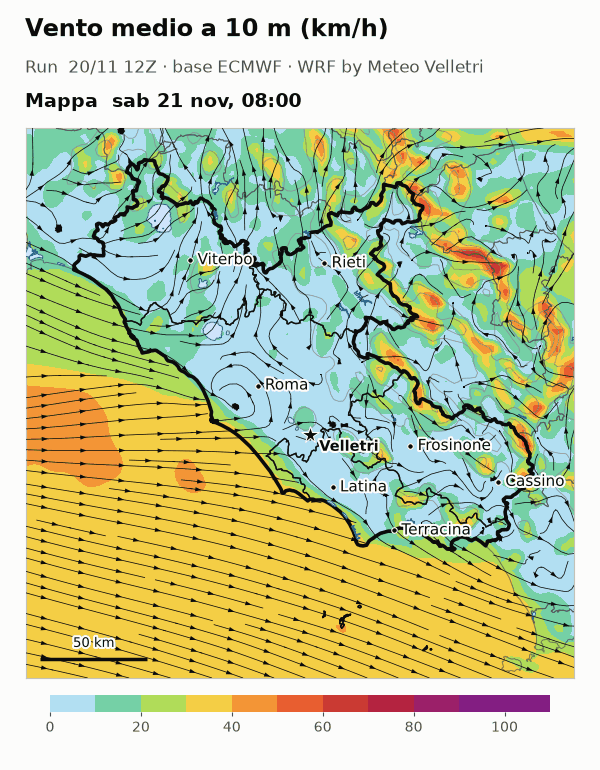 Vento medio a 10 m (km/h)
Run  20/11 12Z · base ECMWF · WRF by Meteo Velletri
Mappa  sab 21 nov, 08:00
Viterbo
Rieti
Roma
Velletri
Frosinone
Cassino
Latina
Terracina
50 km
0 20 40 60 80 100